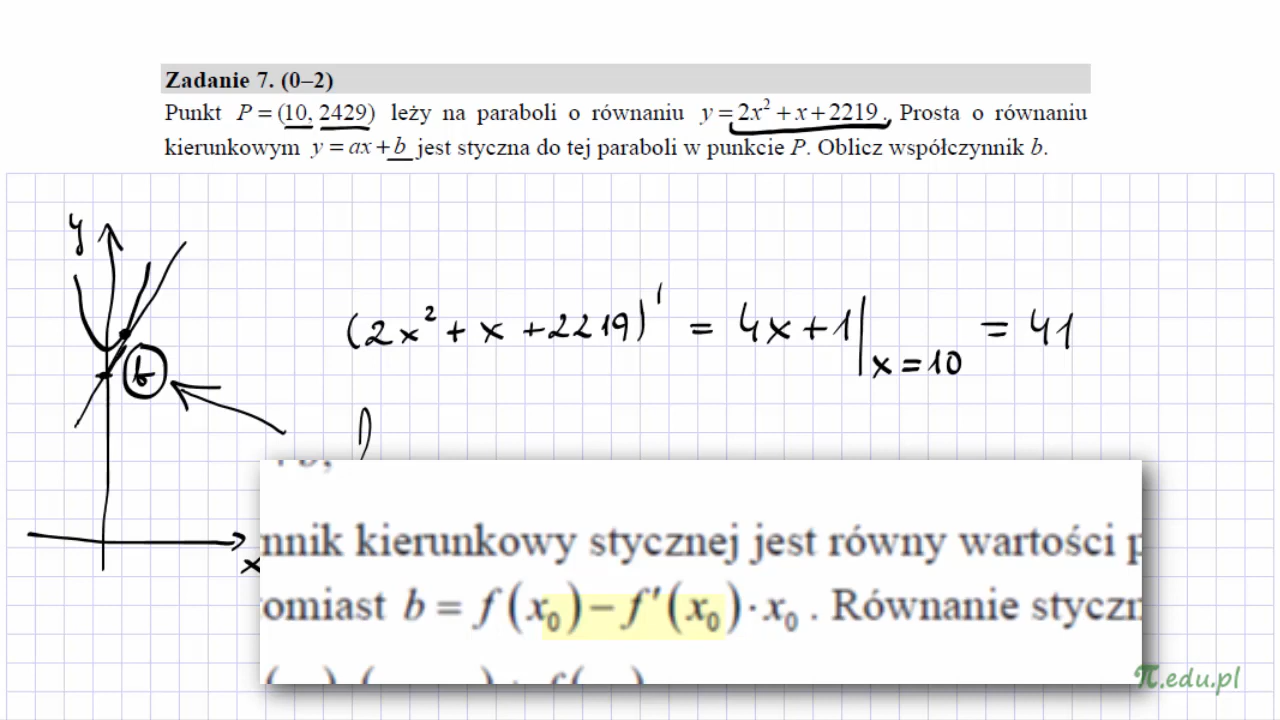 Zadanie 7. (0–2)
Punkt P = (10, 2429) leży na paraboli o równaniu y = 2x² + x + 2219. Prosta o równaniu
kierunkowym y = ax + b jest styczna do tej paraboli w punkcie P. Oblicz współczynnik b.
y
(2x² + x + 2219)' = 4x + 1 | x = 10 = 41
b
x
nnik kierunkowy stycznej jest równy wartości
omiast b = f(x₀) − f'(x₀) · x₀ . Równanie stycz
π.edu.pl